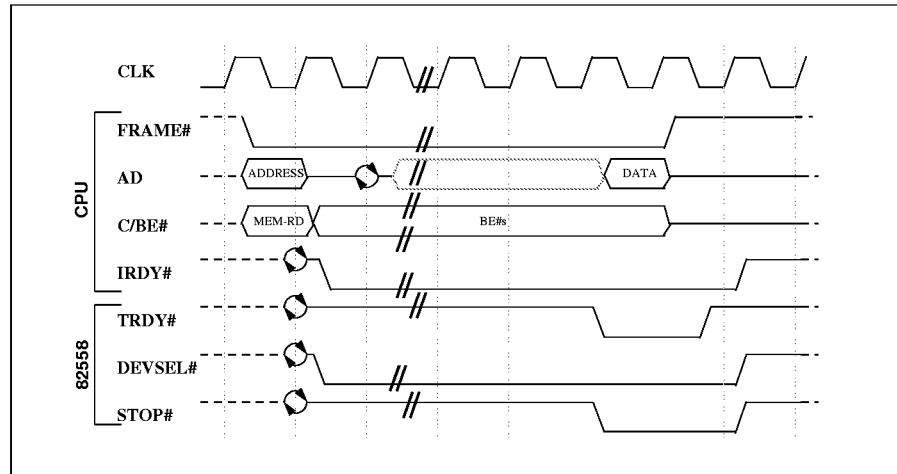 CLK
CPU
FRAME#
AD
ADDRESS
DATA
C/BE#
MEM-RD
BE#s
IRDY#
82558
TRDY#
DEVSEL#
STOP#